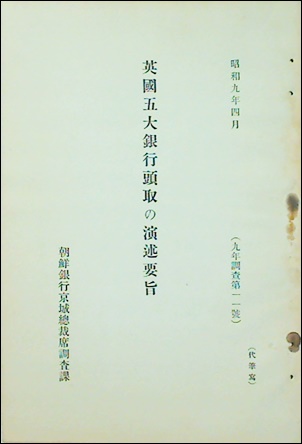 昭和九年四月
(九年調査第一一號)
(代筆寫)
英國五大銀行頭取の演述要旨
朝鮮銀行京城總裁席調査課